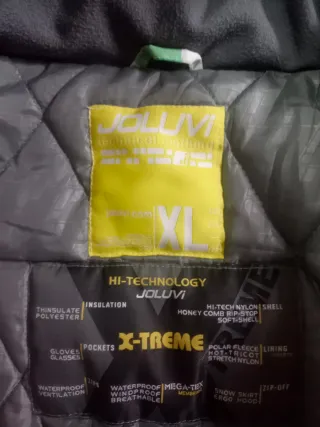 JOLUVi
XL
HI-TECHNOLOGY
JOLUVi
THINSULATE
POLYESTER
INSULATION
HI-TECH NYLON
HONEY COMB RIP-STOP
SOFT-SHELL
SHELL
GLOVES
GLASSES
POCKETS
X-TREME
POLAR FLEECE
HOT-TRICOT
STRETCH NYLON
LINING
WATERPROOF
VENTILATION
ZIPS
WATERPROOF
WINDPROOF
BREATHABLE
MEGA-TEX
SNOW SKIRT
ZIP-OFF